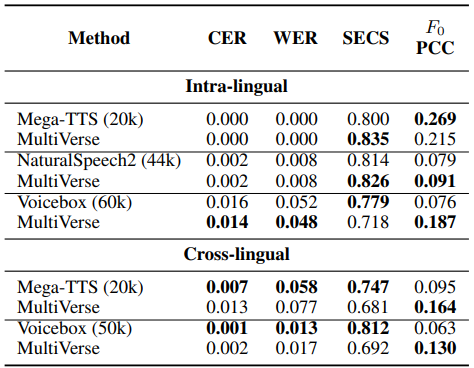 Method CER WER SECS F0 PCC
Intra-lingual
Mega-TTS (20k) 0.000 0.000 0.800 0.269
MultiVerse 0.000 0.000 0.835 0.215
NaturalSpeech2 (44k) 0.002 0.008 0.814 0.079
MultiVerse 0.002 0.008 0.826 0.091
Voicebox (60k) 0.016 0.052 0.779 0.076
MultiVerse 0.014 0.048 0.718 0.187
Cross-lingual
Mega-TTS (20k) 0.007 0.058 0.747 0.095
MultiVerse 0.013 0.077 0.681 0.164
Voicebox (50k) 0.001 0.013 0.812 0.063
MultiVerse 0.002 0.017 0.692 0.130